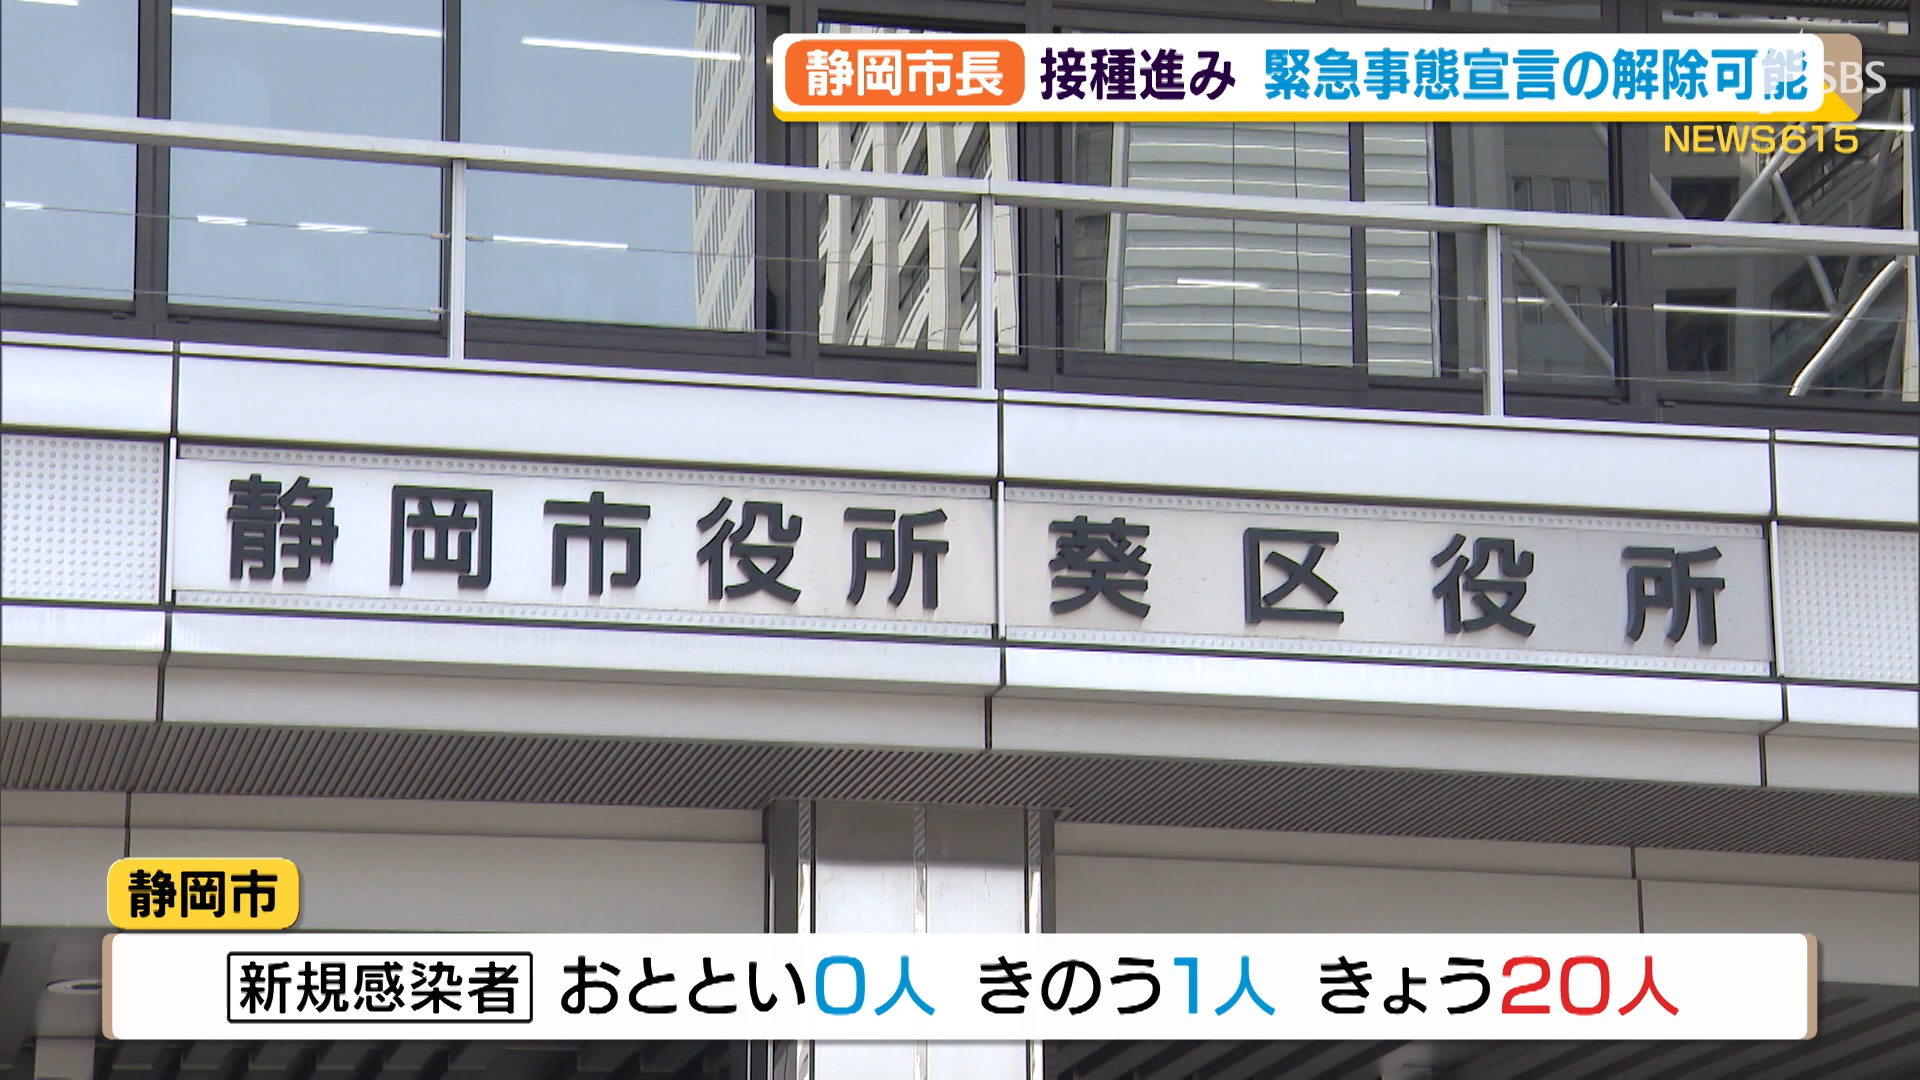 静岡市長 接種進み 緊急事態宣言の解除可能
SBS
NEWS615
静岡市役所 葵区役所
静岡市
新規感染者 おととい0人 きのう1人 きょう20人